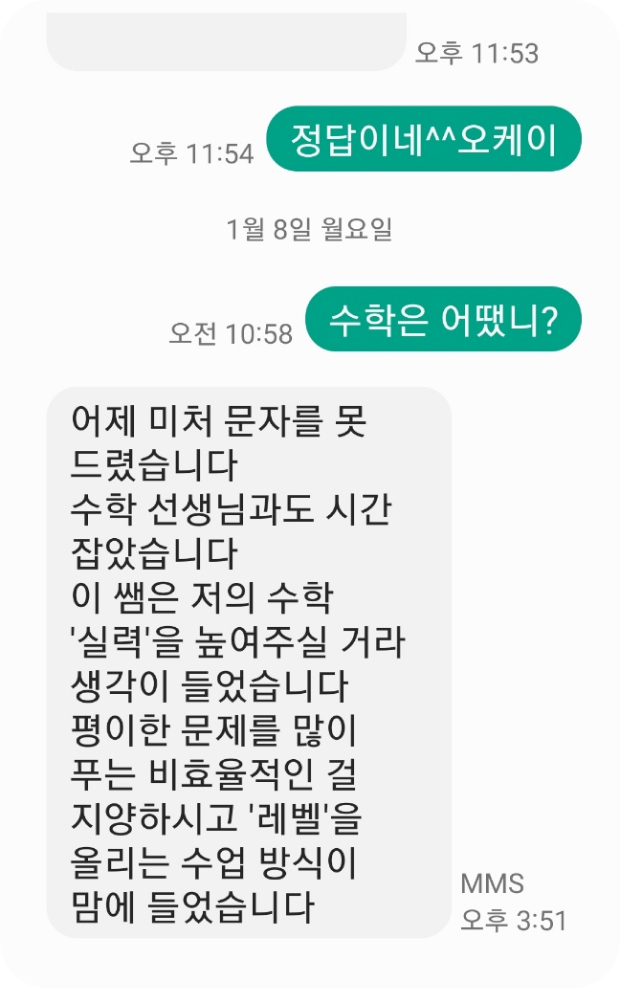 오후 11:53
오후 11:54
정답이네^^오케이
1월 8일 월요일
오전 10:58
수학은 어땠니?
어제 미처 문자를 못
드렸습니다
수학 선생님과도 시간
잡았습니다
이 쌤은 저의 수학
'실력'을 높여주실 거라
생각이 들었습니다
평이한 문제를 많이
푸는 비효율적인 걸
지양하시고 '레벨'을
올리는 수업 방식이
맘에 들었습니다
MMS
오후 3:51